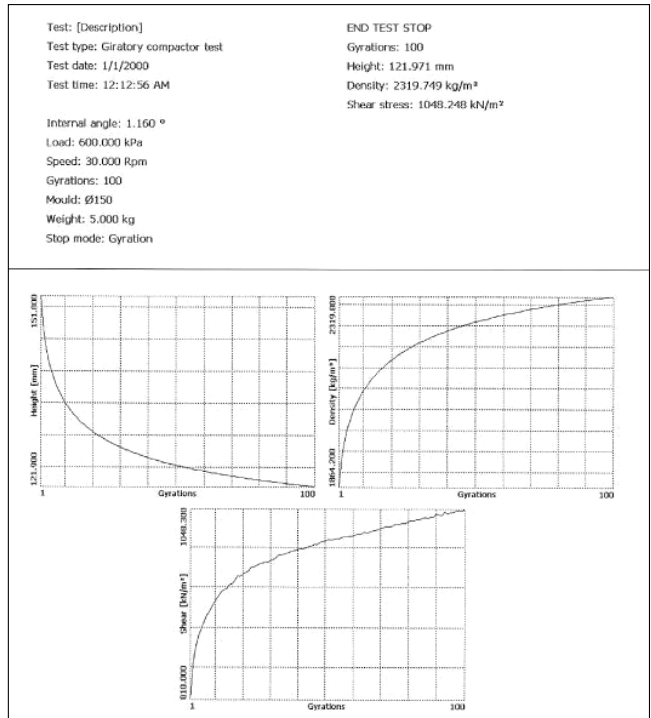 Test: [Description]
Test type: Giratory compactor test
Test date: 1/1/2000
Test time: 12:12:56 AM
Internal angle: 1.160 º
Load: 600.000 kPa
Speed: 30.000 Rpm
Gyrations: 100
Mould: Ø150
Weight: 5.000 kg
Stop mode: Gyration
END TEST STOP
Gyrations: 100
Height: 121.971 mm
Density: 2319.749 kg/m³
Shear stress: 1048.248 kN/m²
151.800
Height [mm]
121.900
1
Gyrations
100
2319.000
Density [kg/m³]
1864.200
1
Gyrations
100
1048.300
Shear [kN/m²]
610.000
1
Gyrations
100